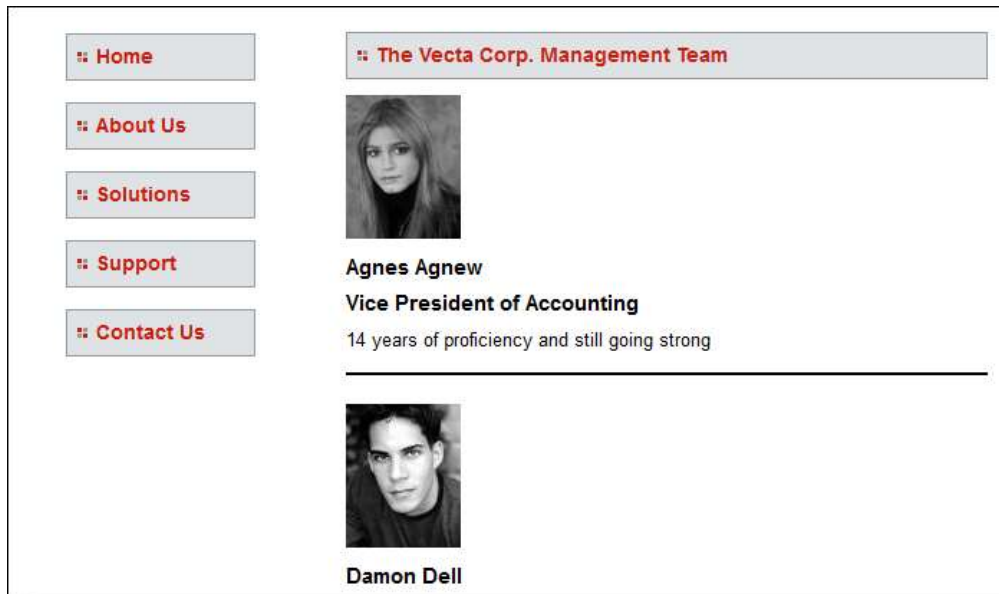 Home
About Us
Solutions
Support
Contact Us
The Vecta Corp. Management Team
Agnes Agnew
Vice President of Accounting
14 years of proficiency and still going strong
Damon Dell